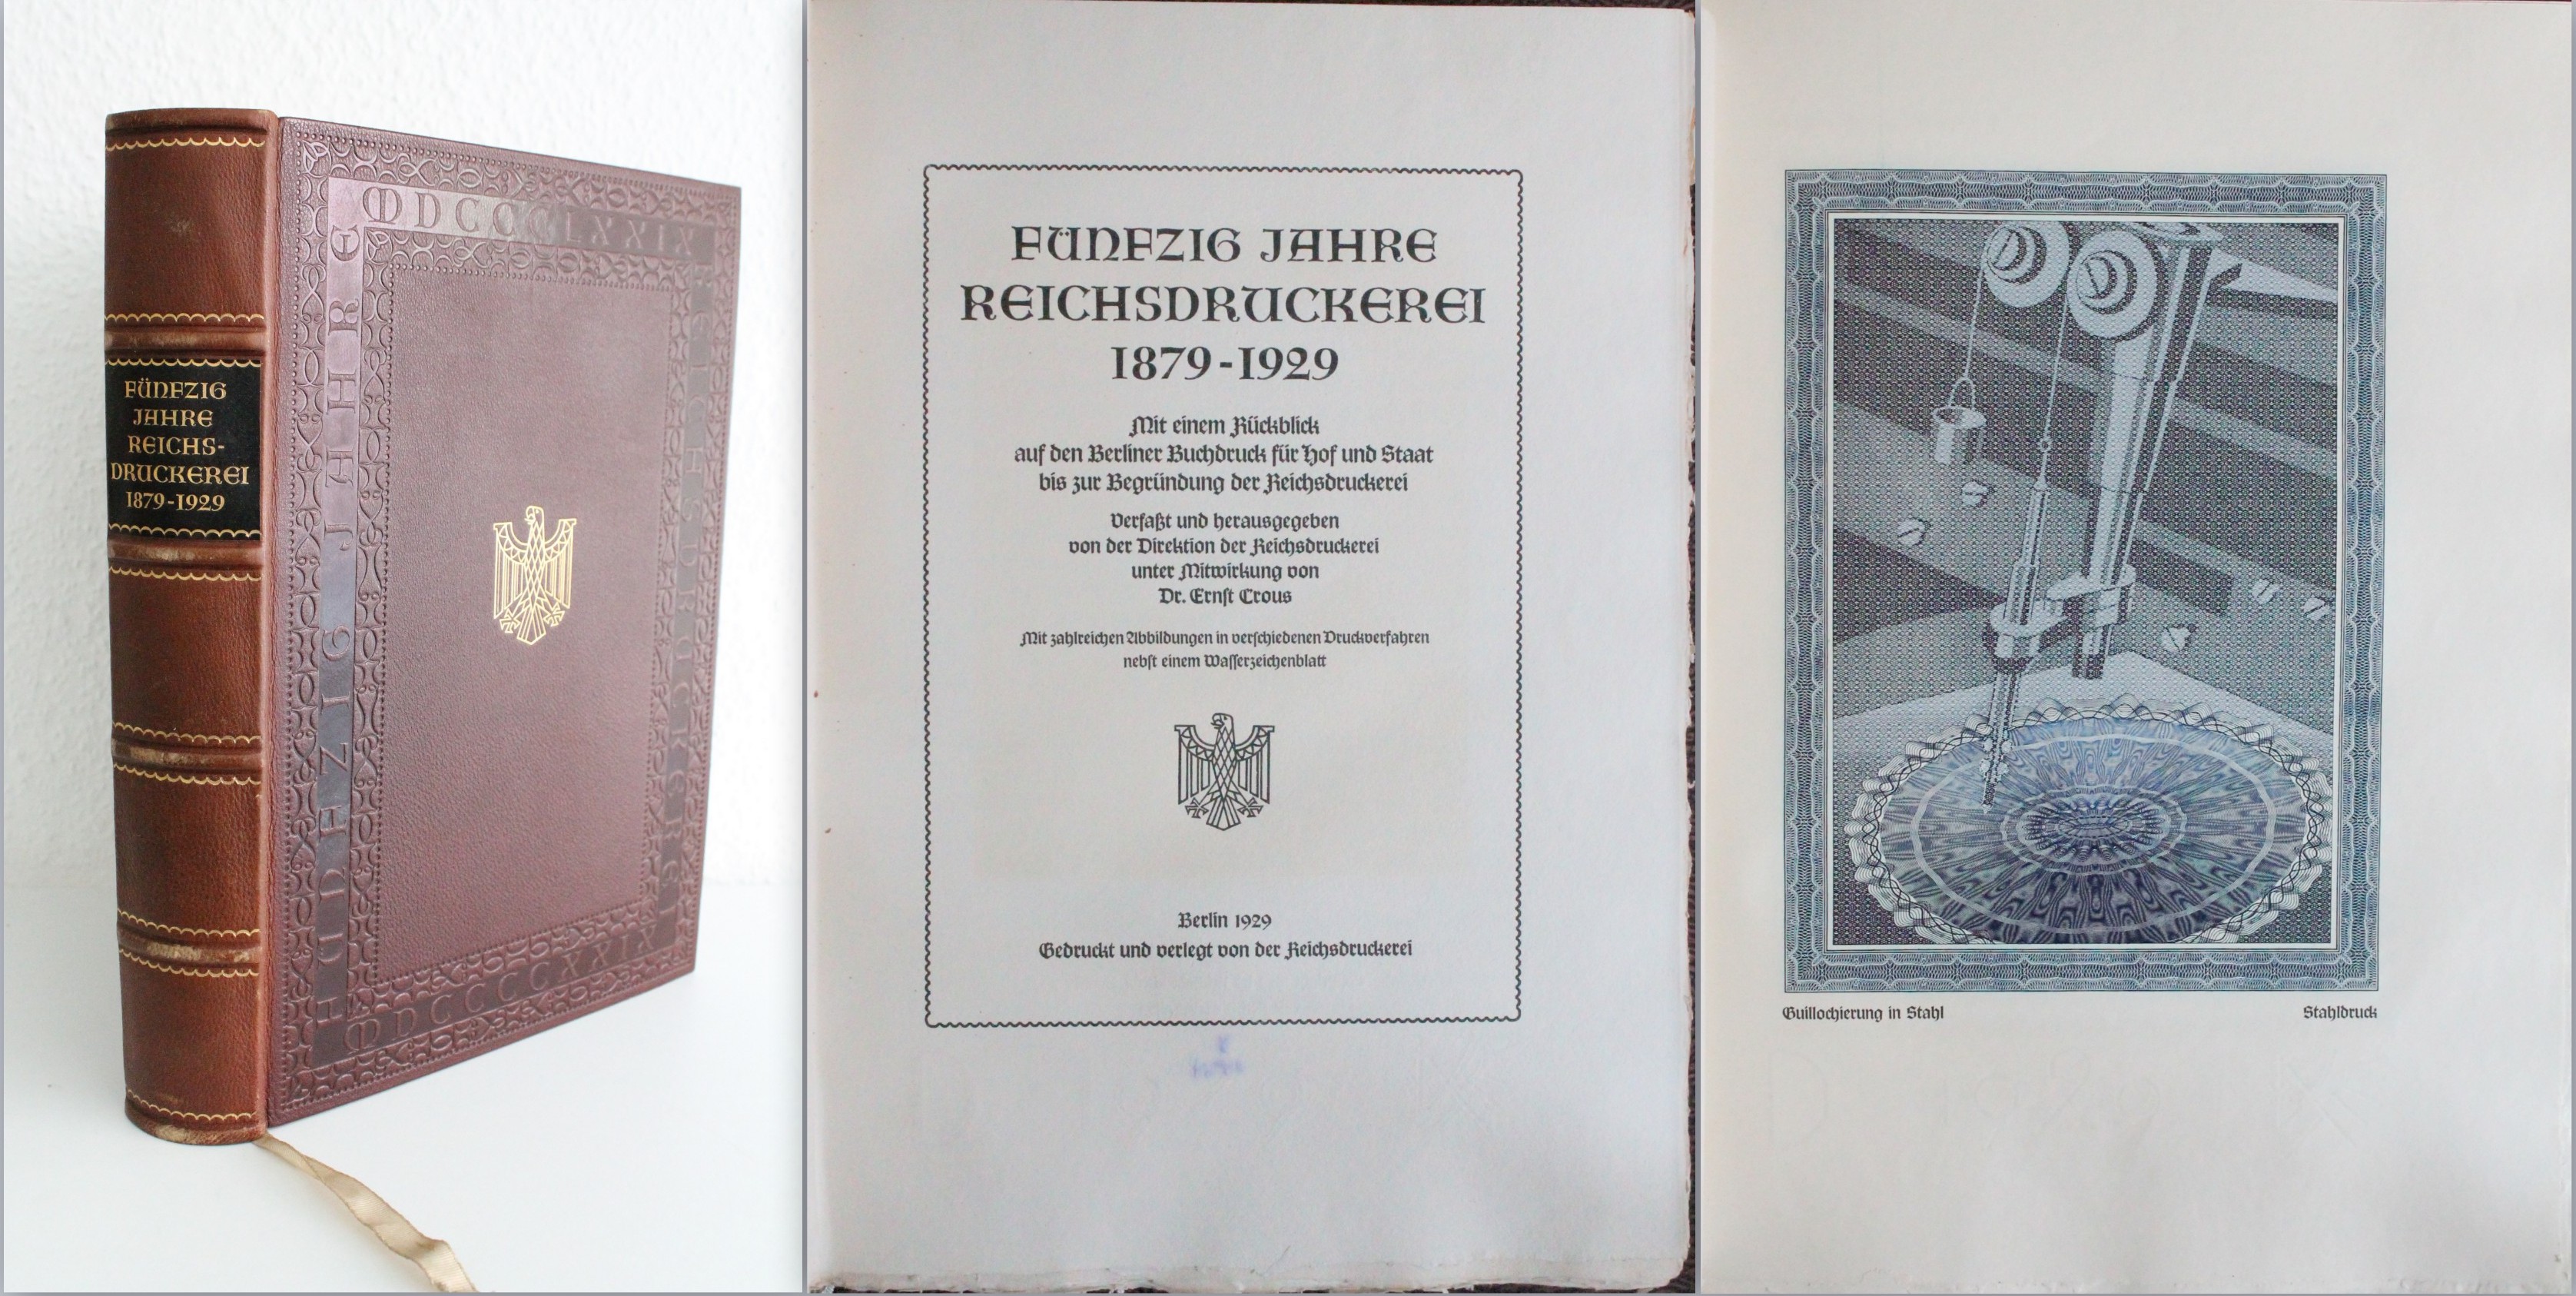 FÜNFZIG
JAHRE
REICHS-
DRUCKEREI
1879-1929
MDCCCLXXIX
FÜNFZIG JAHRE
REICHSDRUCKEREI
MDCCCCXXIX
FÜNFZIG JAHRE
REICHSDRUCKEREI
1879-1929
Mit einem Rückblick
auf den Berliner Buchdruck für Hof und Staat
bis zur Begründung der Reichsdruckerei
Verfaßt und herausgegeben
von der Direktion der Reichsdruckerei
unter Mitwirkung von
Dr. Ernſt Crous
Mit zahlreichen Abbildungen in verſchiedenen Druckverfahren
nebſt einem Waſſerzeichenblatt
Berlin 1929
Gedruckt und verlegt von der Reichsdruckerei
Guillochierung in Stahl
Stahldruck